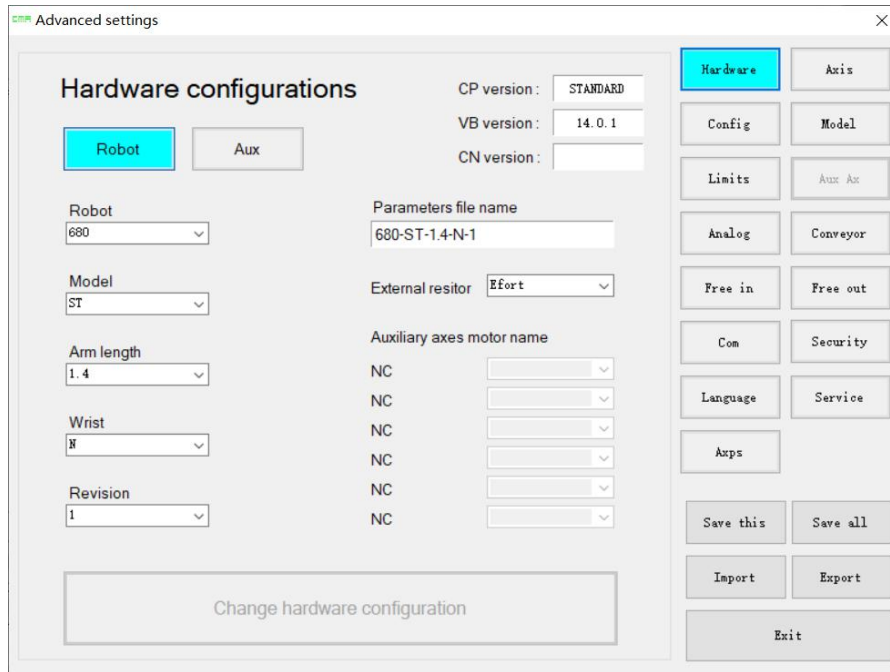 CMA Advanced settings
Hardware configurations
CP version : STANDARD
VB version : 14.0.1
CN version :
Robot Aux
Robot
680
Model
ST
Arm length
1.4
Wrist
N
Revision
1
Parameters file name
680-ST-1.4-N-1
External resitor Efort
Auxiliary axes motor name
NC
NC
NC
NC
NC
NC
Change hardware configuration
Hardware Axis
Config Model
Limits Aux Ax
Analog Conveyor
Free in Free out
Com Security
Language Service
Axps
Save this Save all
Import Export
Exit